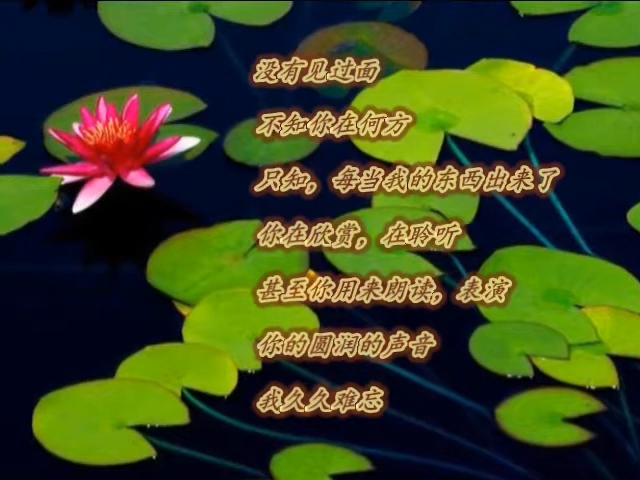 没有见过面
不知你在何方
只知，每当我的东西出来了
你在欣赏，在聆听
甚至你用来朗读，表演
你的圆润的声音
我久久难忘